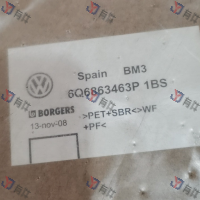 Spain BM3
6Q6863463P 1BS
BORGERS
13-nov-08
>PET+SBR<>WF
+PF<